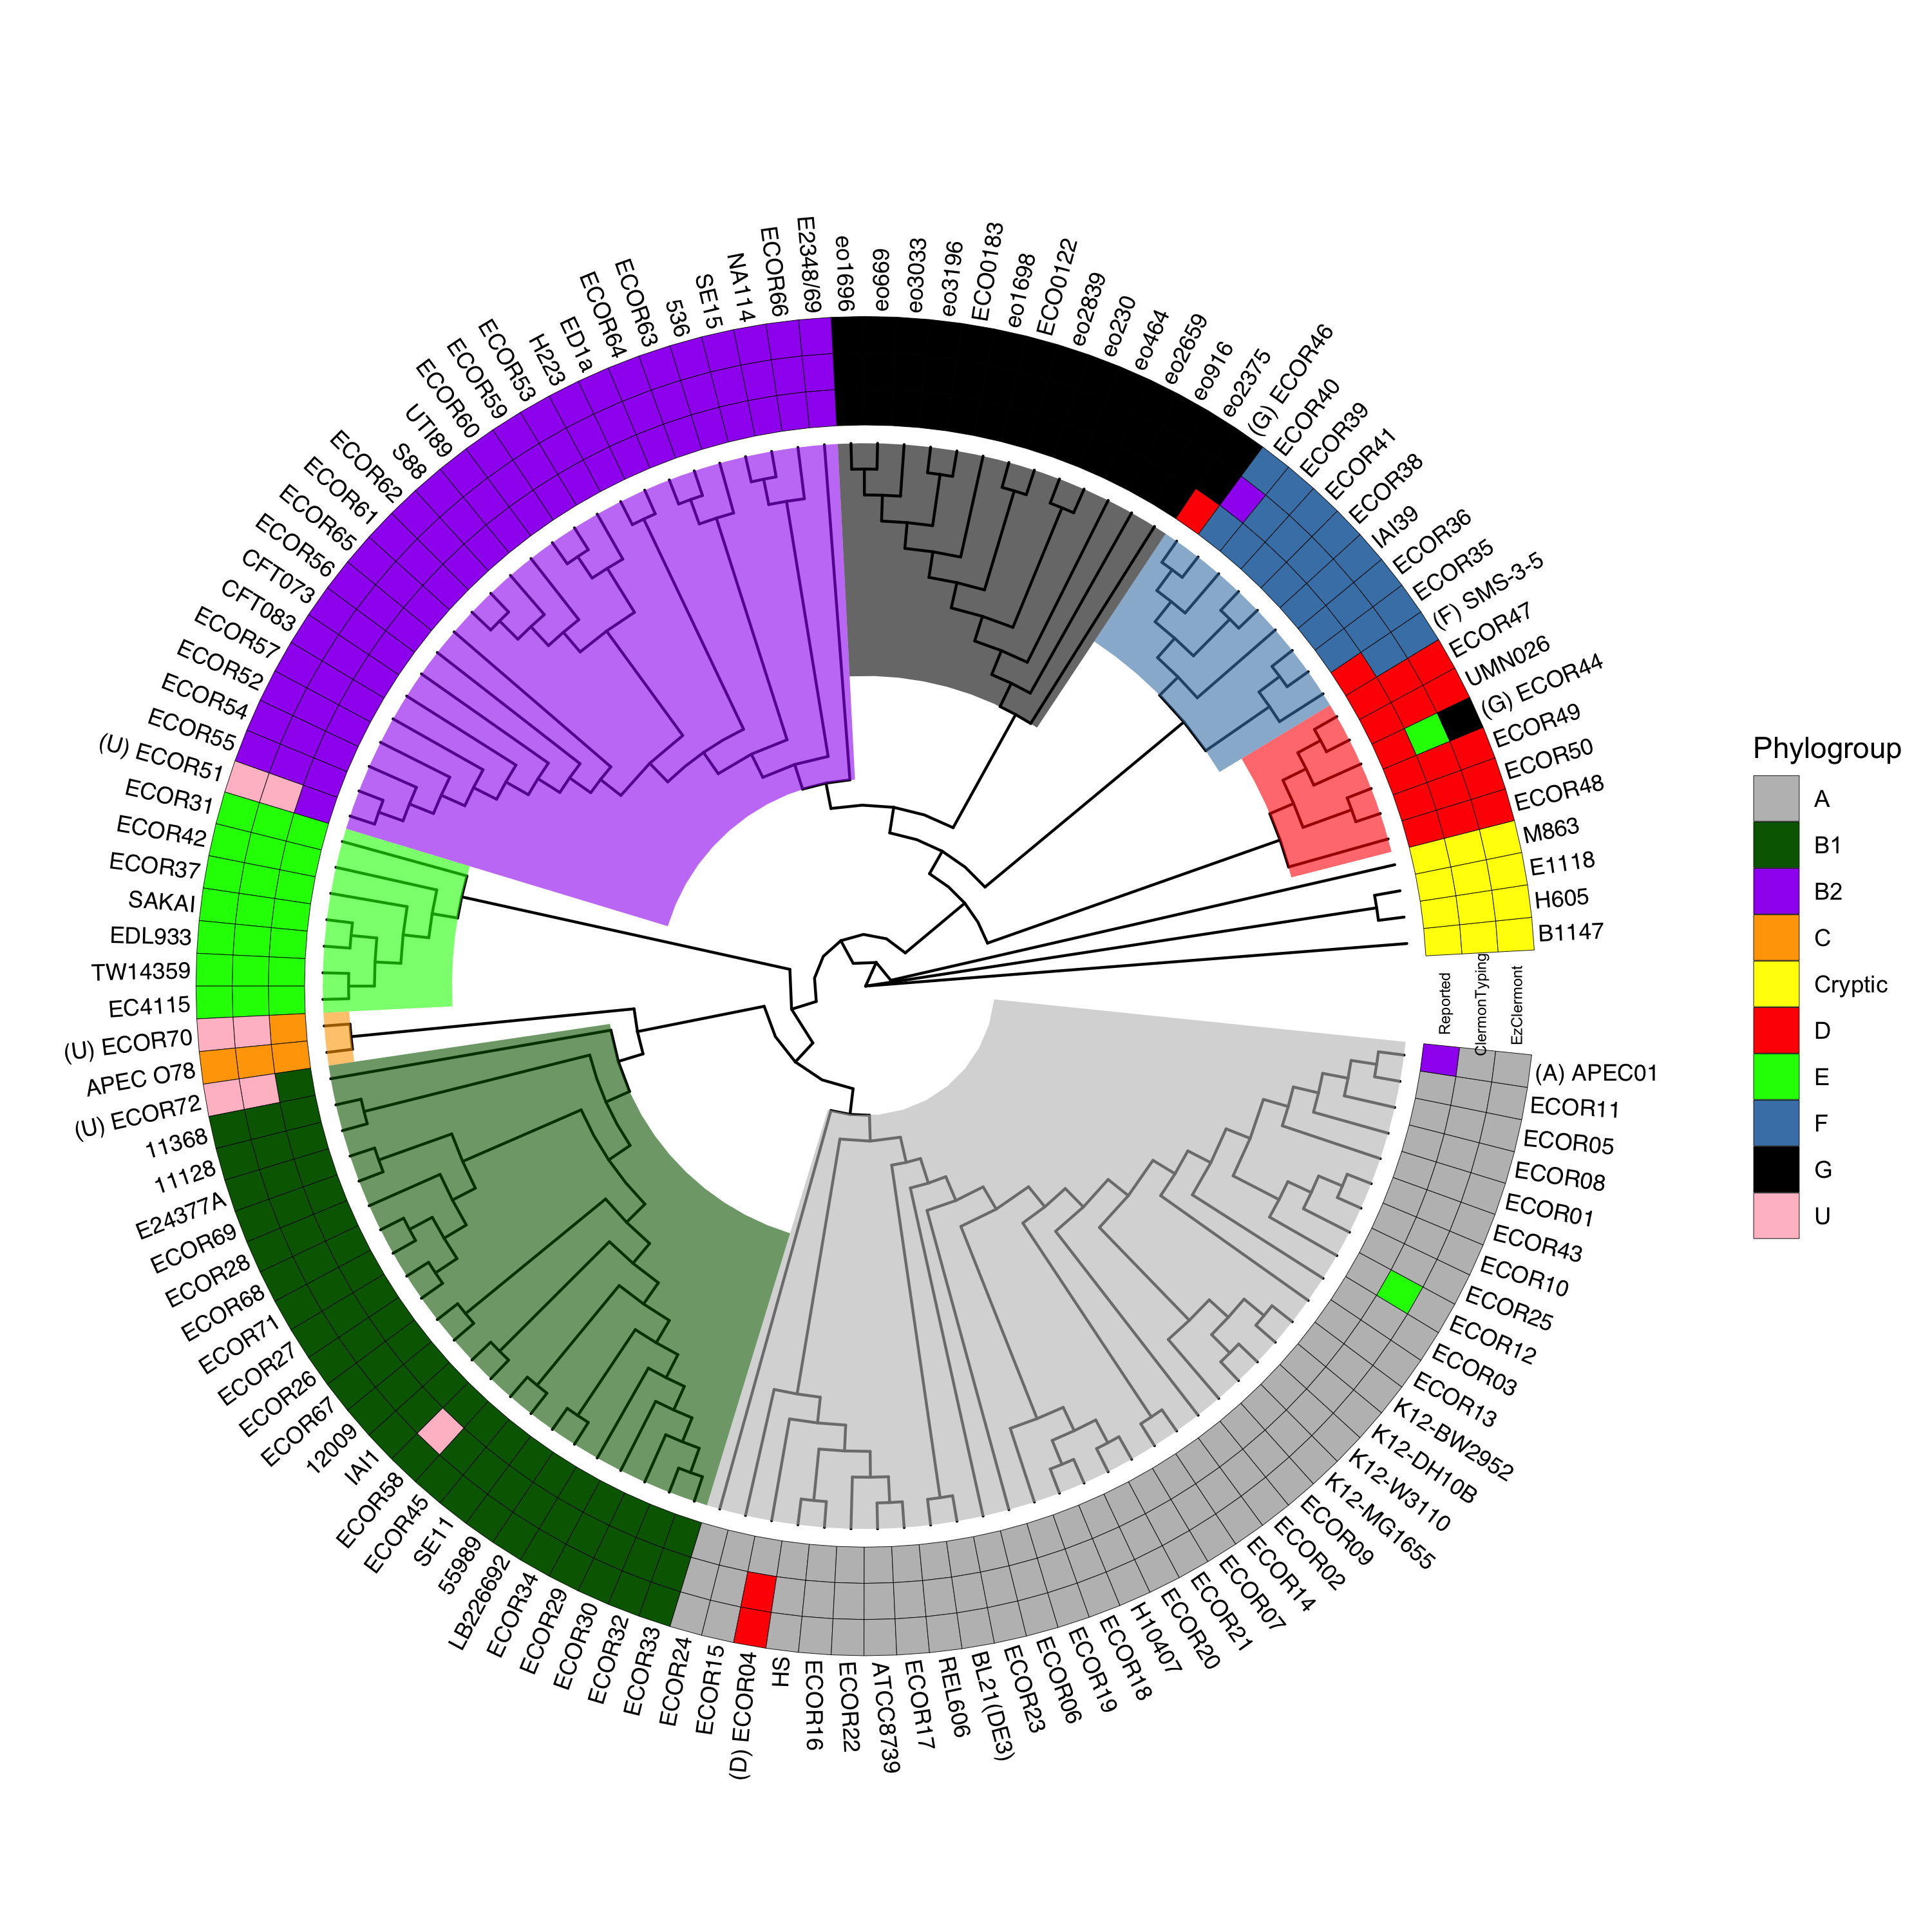 E2348/69
eo1696
eo999
eo3033
eo3196
ECO0183
eo1698
ECO0122
eo2839
eo230
eo464
eo2659
eo916
eo2375
(G) ECOR46
ECOR40
ECOR39
ECOR41
ECOR38
IAI39
ECOR36
ECOR35
(F) SMS-3-5
ECOR47
UMN026
(G) ECOR44
ECOR49
ECOR50
ECOR48
M863
E1118
H605
B1147
Reported
ClermonTyping
EzClermont
(A) APEC01
ECOR11
ECOR05
ECOR08
ECOR01
ECOR43
ECOR10
ECOR25
ECOR12
ECOR03
ECOR13
K12-BW2952
K12-DH10B
K12-W3110
K12-MG1655
ECOR09
ECOR02
ECOR14
ECOR07
ECOR21
ECOR20
H10407
ECOR18
ECOR19
ECOR06
ECOR23
BL21(DE3)
REL606
ECOR17
ATCC8739
ECOR22
ECOR16
HS
(D) ECOR04
ECOR15
ECOR24
ECOR33
ECOR32
ECOR30
ECOR29
ECOR34
LB226692
55989
SE11
ECOR45
ECOR58
IAI1
12009
ECOR67
ECOR26
ECOR27
ECOR71
ECOR68
ECOR28
ECOR69
E24377A
11128
11368
(U) ECOR72
APEC O78
(U) ECOR70
EC4115
TW14359
EDL933
SAKAI
ECOR37
ECOR42
ECOR31
(U) ECOR51
ECOR55
ECOR54
ECOR52
ECOR57
CFT083
CFT073
ECOR56
ECOR65
ECOR61
ECOR62
S88
UTI89
ECOR60
ECOR59
ECOR53
H223
ED1a
ECOR64
ECOR63
536
SE15
NA114
ECOR66
Phylogroup
A
B1
B2
C
Cryptic
D
E
F
G
U